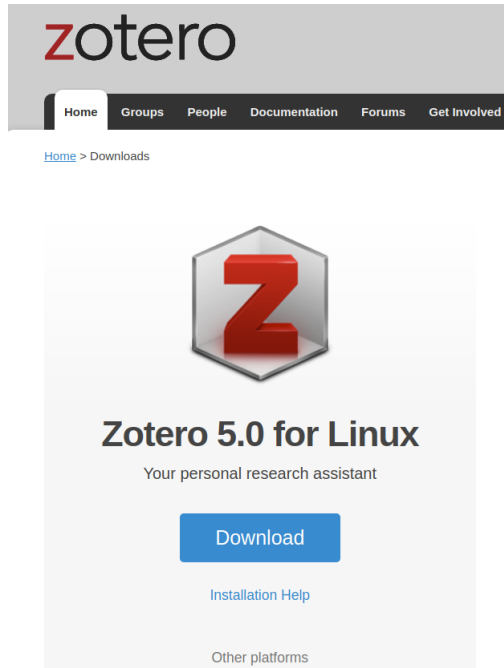 zotero
Home Groups People Documentation Forums Get Involved
Home > Downloads
Z
Zotero 5.0 for Linux
Your personal research assistant
Download
Installation Help
Other platforms